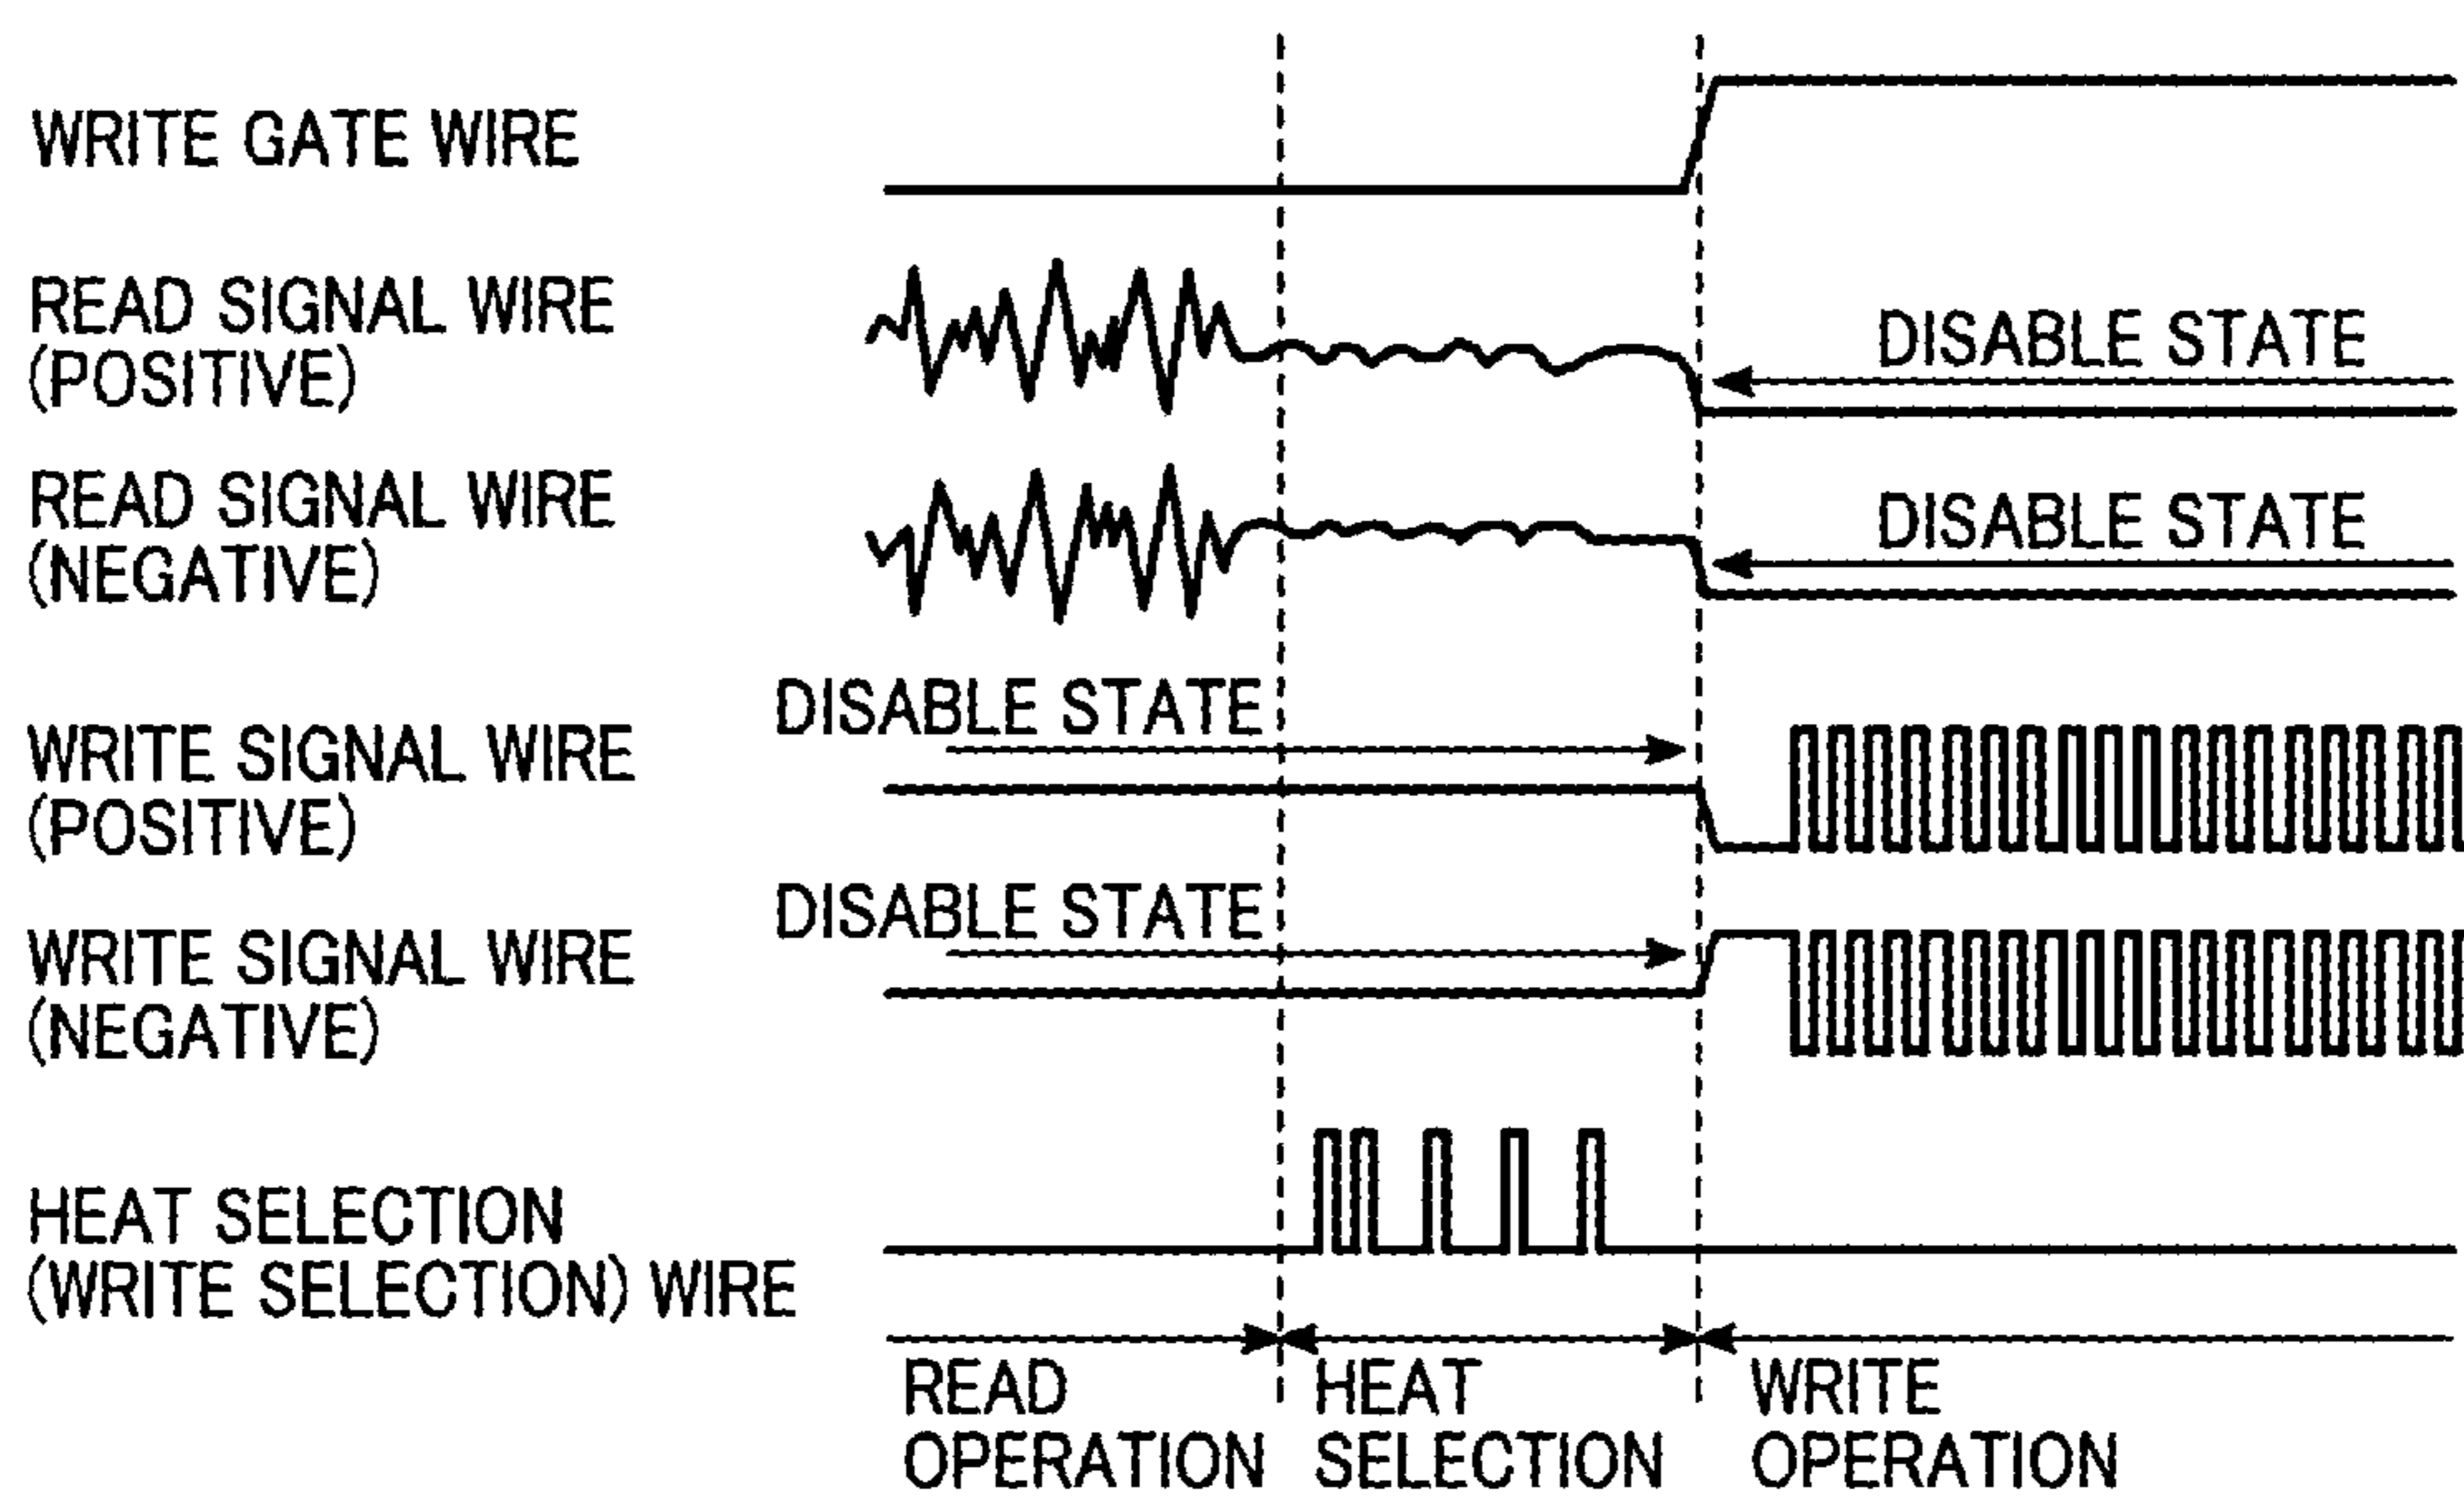 WRITE GATE WIRE
READ SIGNAL WIRE
(POSITIVE)
DISABLE STATE
READ SIGNAL WIRE
(NEGATIVE)
DISABLE STATE
DISABLE STATE
WRITE SIGNAL WIRE
(POSITIVE)
DISABLE STATE
WRITE SIGNAL WIRE
(NEGATIVE)
HEAT SELECTION
(WRITE SELECTION) WIRE
READ
OPERATION
HEAT
SELECTION
WRITE
OPERATION